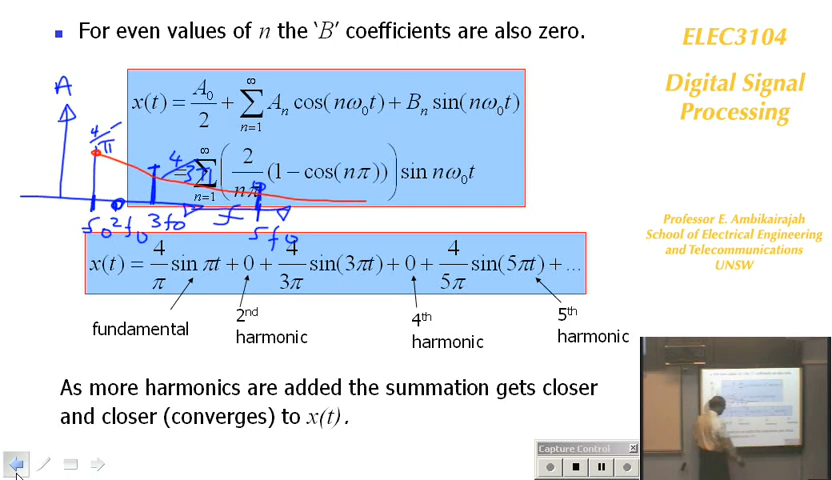 For even values of n the 'B' coefficients are also zero.
x(t) = A₀/2 + ∑_{n=1}^{∞} Aₙ cos(nω₀t) + Bₙ sin(nω₀t)
= ∑_{n=1}^{∞} (2/nπ (1 − cos(nπ))) sin nω₀t
A
4/π
4/3π
f₀ 2f₀ 3f₀ f 5f₀
x(t) = 4/π sin πt + 0 + 4/3π sin(3πt) + 0 + 4/5π sin(5πt) + ...
fundamental
2nd harmonic
4th harmonic
5th harmonic
As more harmonics are added the summation gets closer
and closer (converges) to x(t).
ELEC3104
Digital Signal
Processing
Professor E. Ambikairajah
School of Electrical Engineering
and Telecommunications
UNSW
Capture Control